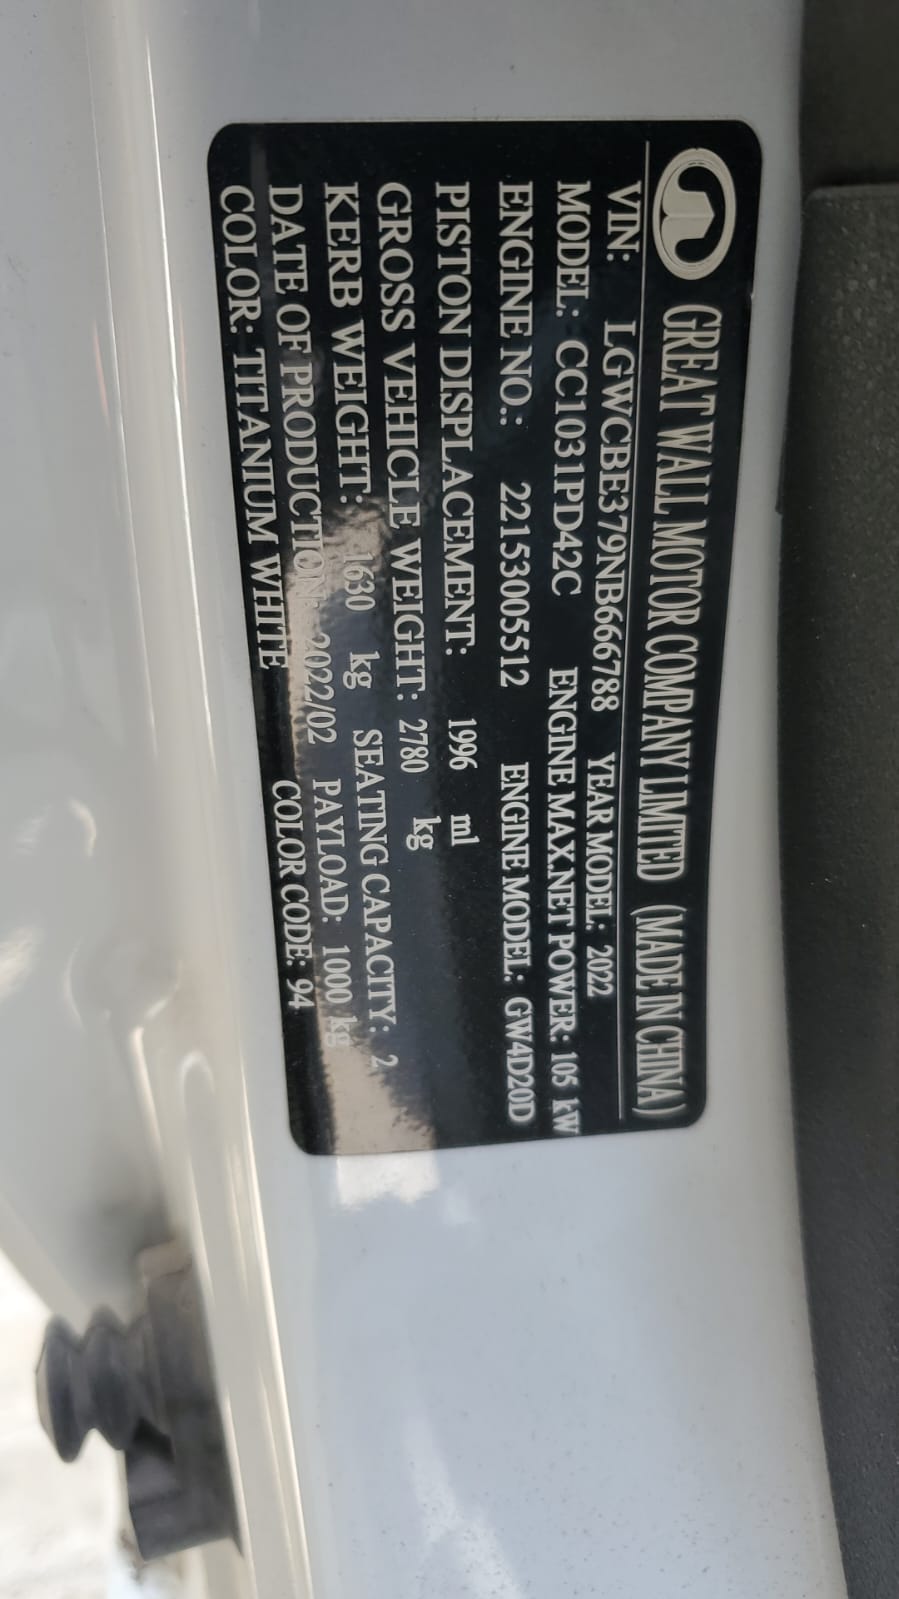 GREAT WALL MOTOR COMPANY LIMITED (MADE IN CHINA)
VIN: LGWCBE379NB666788 YEAR MODEL: 2022
MODEL: CC1031PD42C ENGINE MAX.NET POWER: 105 kW
ENGINE NO.: 22153005512 ENGINE MODEL: GW4D20D
PISTON DISPLACEMENT: 1996 ml
GROSS VEHICLE WEIGHT: 2780 kg
KERB WEIGHT: 1630 kg SEATING CAPACITY: 2
DATE OF PRODUCTION: 2022/02 PAYLOAD: 1000 kg
COLOR: TITANIUM WHITE COLOR CODE: 94